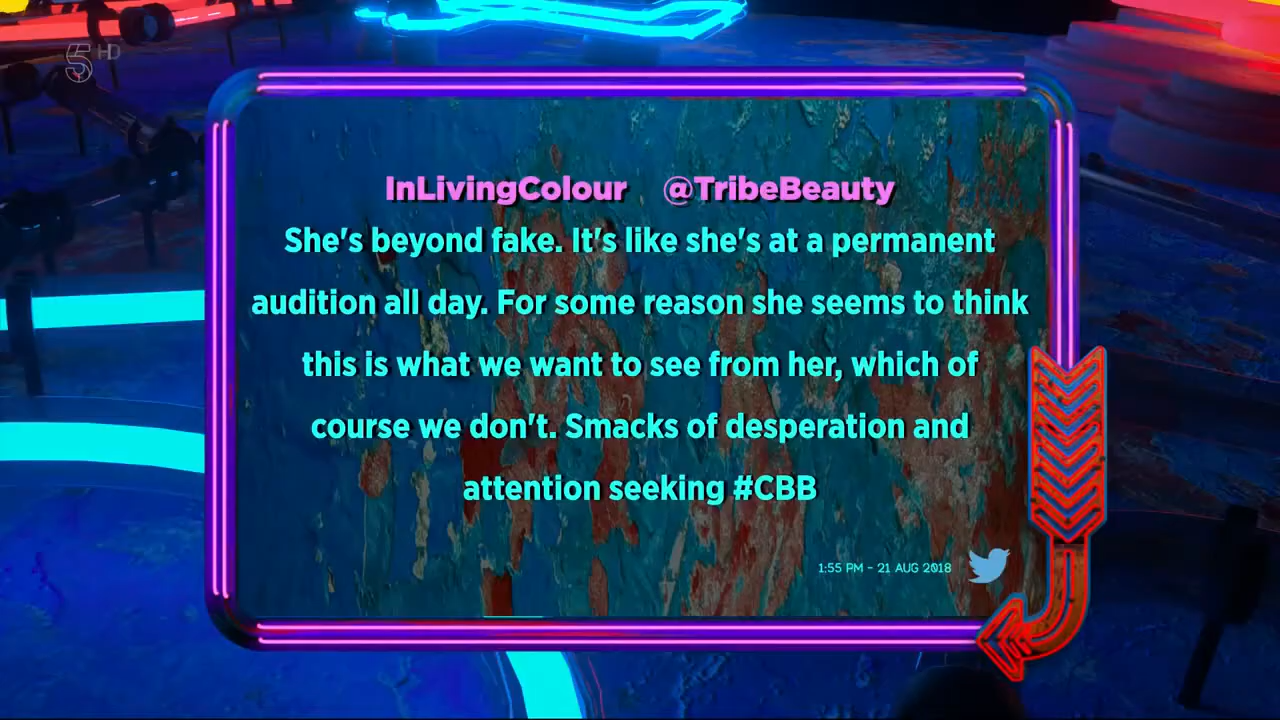 5 HD
InLivingColour @TribeBeauty
She's beyond fake. It's like she's at a permanent
audition all day. For some reason she seems to think
this is what we want to see from her, which of
course we don't. Smacks of desperation and
attention seeking #CBB
1:55 PM - 21 AUG 2018